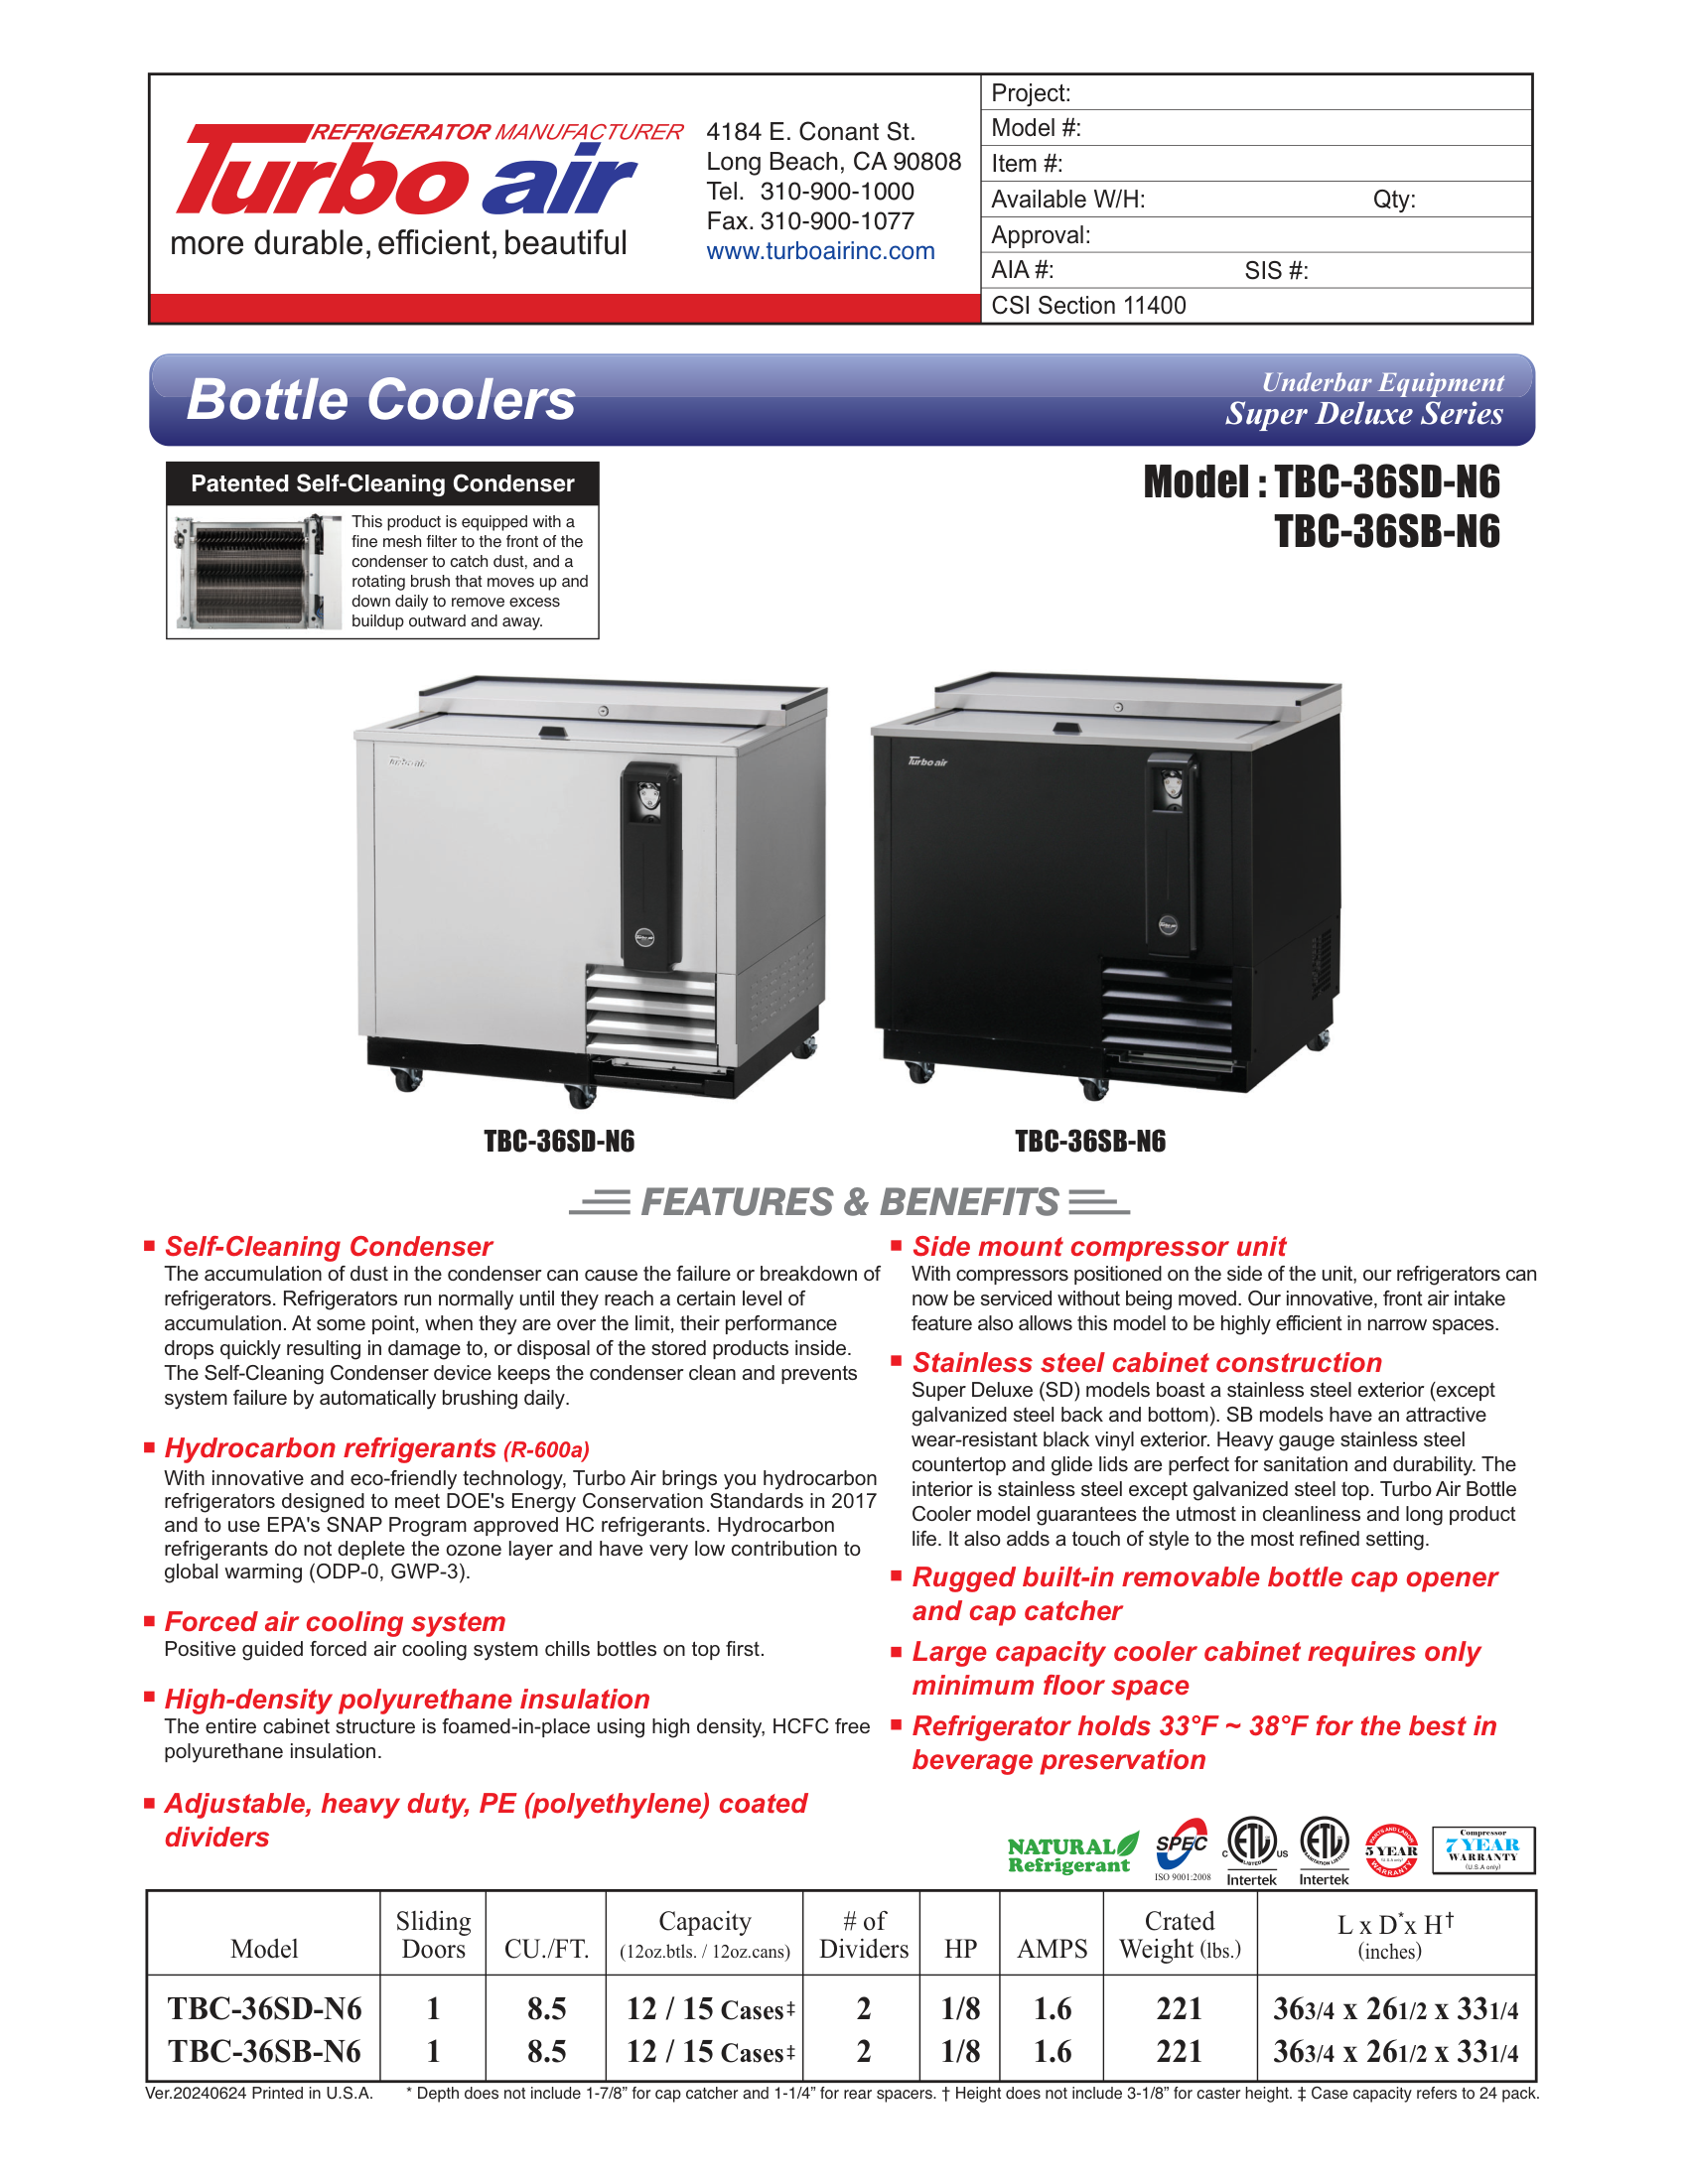 REFRIGERATOR MANUFACTURER
Turbo air
more durable, efficient, beautiful
4184 E. Conant St.
Long Beach, CA 90808
Tel. 310-900-1000
Fax. 310-900-1077
www.turboairinc.com
Project:
Model #:
Item #:
Available W/H: Qty:
Approval:
AIA #: SIS #:
CSI Section 11400
Bottle Coolers
Underbar Equipment
Super Deluxe Series
Patented Self-Cleaning Condenser
This product is equipped with a
fine mesh filter to the front of the
condenser to catch dust, and a
rotating brush that moves up and
down daily to remove excess
buildup outward and away.
Model : TBC-36SD-N6
TBC-36SB-N6
Turbo air
Turbo air
TBC-36SD-N6
TBC-36SB-N6
FEATURES & BENEFITS
Self-Cleaning Condenser
The accumulation of dust in the condenser can cause the failure or breakdown of
refrigerators. Refrigerators run normally until they reach a certain level of
accumulation. At some point, when they are over the limit, their performance
drops quickly resulting in damage to, or disposal of the stored products inside.
The Self-Cleaning Condenser device keeps the condenser clean and prevents
system failure by automatically brushing daily.
Hydrocarbon refrigerants (R-600a)
With innovative and eco-friendly technology, Turbo Air brings you hydrocarbon
refrigerators designed to meet DOE's Energy Conservation Standards in 2017
and to use EPA's SNAP Program approved HC refrigerants. Hydrocarbon
refrigerants do not deplete the ozone layer and have very low contribution to
global warming (ODP-0, GWP-3).
Forced air cooling system
Positive guided forced air cooling system chills bottles on top first.
High-density polyurethane insulation
The entire cabinet structure is foamed-in-place using high density, HCFC free
polyurethane insulation.
Adjustable, heavy duty, PE (polyethylene) coated
dividers
Side mount compressor unit
With compressors positioned on the side of the unit, our refrigerators can
now be serviced without being moved. Our innovative, front air intake
feature also allows this model to be highly efficient in narrow spaces.
Stainless steel cabinet construction
Super Deluxe (SD) models boast a stainless steel exterior (except
galvanized steel back and bottom). SB models have an attractive
wear-resistant black vinyl exterior. Heavy gauge stainless steel
countertop and glide lids are perfect for sanitation and durability. The
interior is stainless steel except galvanized steel top. Turbo Air Bottle
Cooler model guarantees the utmost in cleanliness and long product
life. It also adds a touch of style to the most refined setting.
Rugged built-in removable bottle cap opener
and cap catcher
Large capacity cooler cabinet requires only
minimum floor space
Refrigerator holds 33°F ~ 38°F for the best in
beverage preservation
NATURAL
Refrigerant
SPEC
ISO 9001:2008
C ETL US
LISTED
Intertek
ETL
SANITATION LISTED
Intertek
PARTS AND LABOR
5 YEAR
(U.S.A only)
WARRANTY
Compressor
7 YEAR
WARRANTY
(U.S.A only)
Model Sliding Doors CU./FT. Capacity (12oz.btls. / 12oz.cans) # of Dividers HP AMPS Crated Weight (lbs.) L x D* x H† (inches)
TBC-36SD-N6 1 8.5 12 / 15 Cases‡ 2 1/8 1.6 221 363/4 x 261/2 x 331/4
TBC-36SB-N6 1 8.5 12 / 15 Cases‡ 2 1/8 1.6 221 363/4 x 261/2 x 331/4
Ver.20240624 Printed in U.S.A. * Depth does not include 1-7/8” for cap catcher and 1-1/4” for rear spacers. † Height does not include 3-1/8” for caster height. ‡ Case capacity refers to 24 pack.